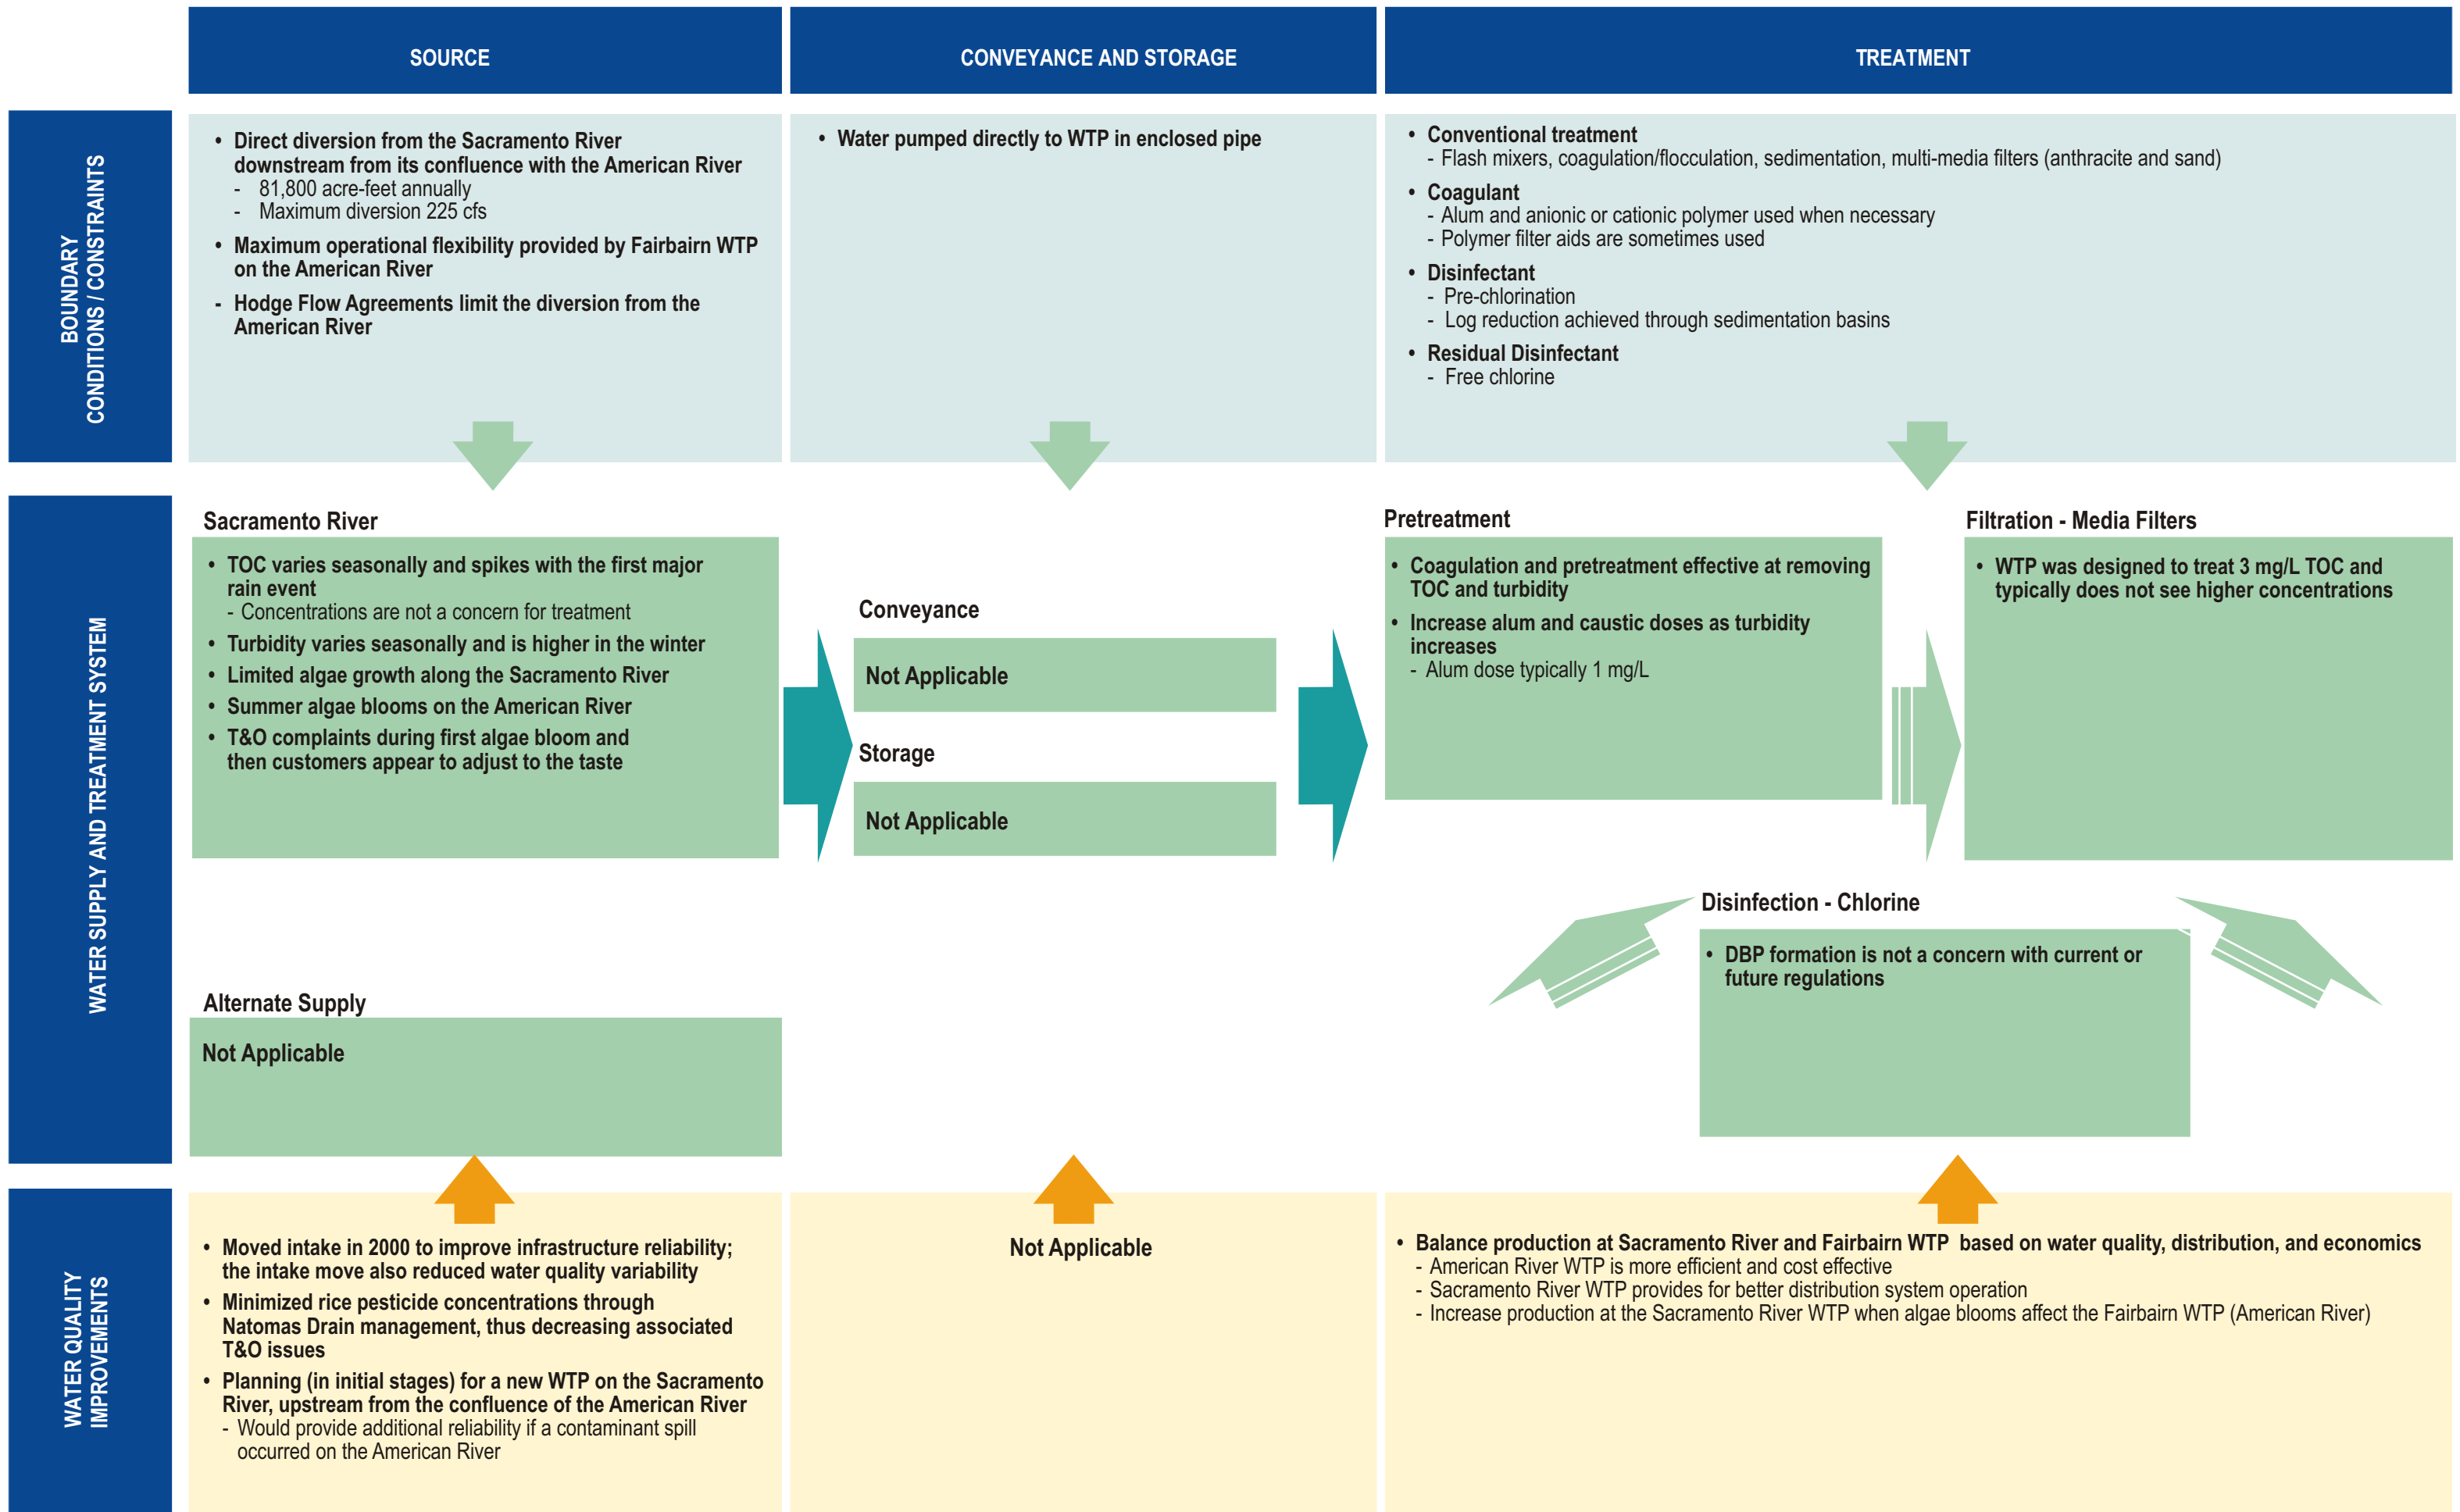 SOURCE
CONVEYANCE AND STORAGE
TREATMENT
BOUNDARY
CONDITIONS / CONSTRAINTS
• Direct diversion from the Sacramento River
downstream from its confluence with the American River
- 81,800 acre-feet annually
- Maximum diversion 225 cfs
• Maximum operational flexibility provided by Fairbairn WTP
on the American River
- Hodge Flow Agreements limit the diversion from the
American River
• Water pumped directly to WTP in enclosed pipe
• Conventional treatment
- Flash mixers, coagulation/flocculation, sedimentation, multi-media filters (anthracite and sand)
• Coagulant
- Alum and anionic or cationic polymer used when necessary
- Polymer filter aids are sometimes used
• Disinfectant
- Pre-chlorination
- Log reduction achieved through sedimentation basins
• Residual Disinfectant
- Free chlorine
WATER SUPPLY AND TREATMENT SYSTEM
Sacramento River
• TOC varies seasonally and spikes with the first major
rain event
- Concentrations are not a concern for treatment
• Turbidity varies seasonally and is higher in the winter
• Limited algae growth along the Sacramento River
• Summer algae blooms on the American River
• T&O complaints during first algae bloom and
then customers appear to adjust to the taste
Conveyance
Not Applicable
Storage
Not Applicable
Pretreatment
• Coagulation and pretreatment effective at removing
TOC and turbidity
• Increase alum and caustic doses as turbidity
increases
- Alum dose typically 1 mg/L
Filtration - Media Filters
• WTP was designed to treat 3 mg/L TOC and
typically does not see higher concentrations
Disinfection - Chlorine
• DBP formation is not a concern with current or
future regulations
Alternate Supply
Not Applicable
WATER QUALITY
IMPROVEMENTS
• Moved intake in 2000 to improve infrastructure reliability;
the intake move also reduced water quality variability
• Minimized rice pesticide concentrations through
Natomas Drain management, thus decreasing associated
T&O issues
• Planning (in initial stages) for a new WTP on the Sacramento
River, upstream from the confluence of the American River
- Would provide additional reliability if a contaminant spill
occurred on the American River
Not Applicable
• Balance production at Sacramento River and Fairbairn WTP based on water quality, distribution, and economics
- American River WTP is more efficient and cost effective
- Sacramento River WTP provides for better distribution system operation
- Increase production at the Sacramento River WTP when algae blooms affect the Fairbairn WTP (American River)